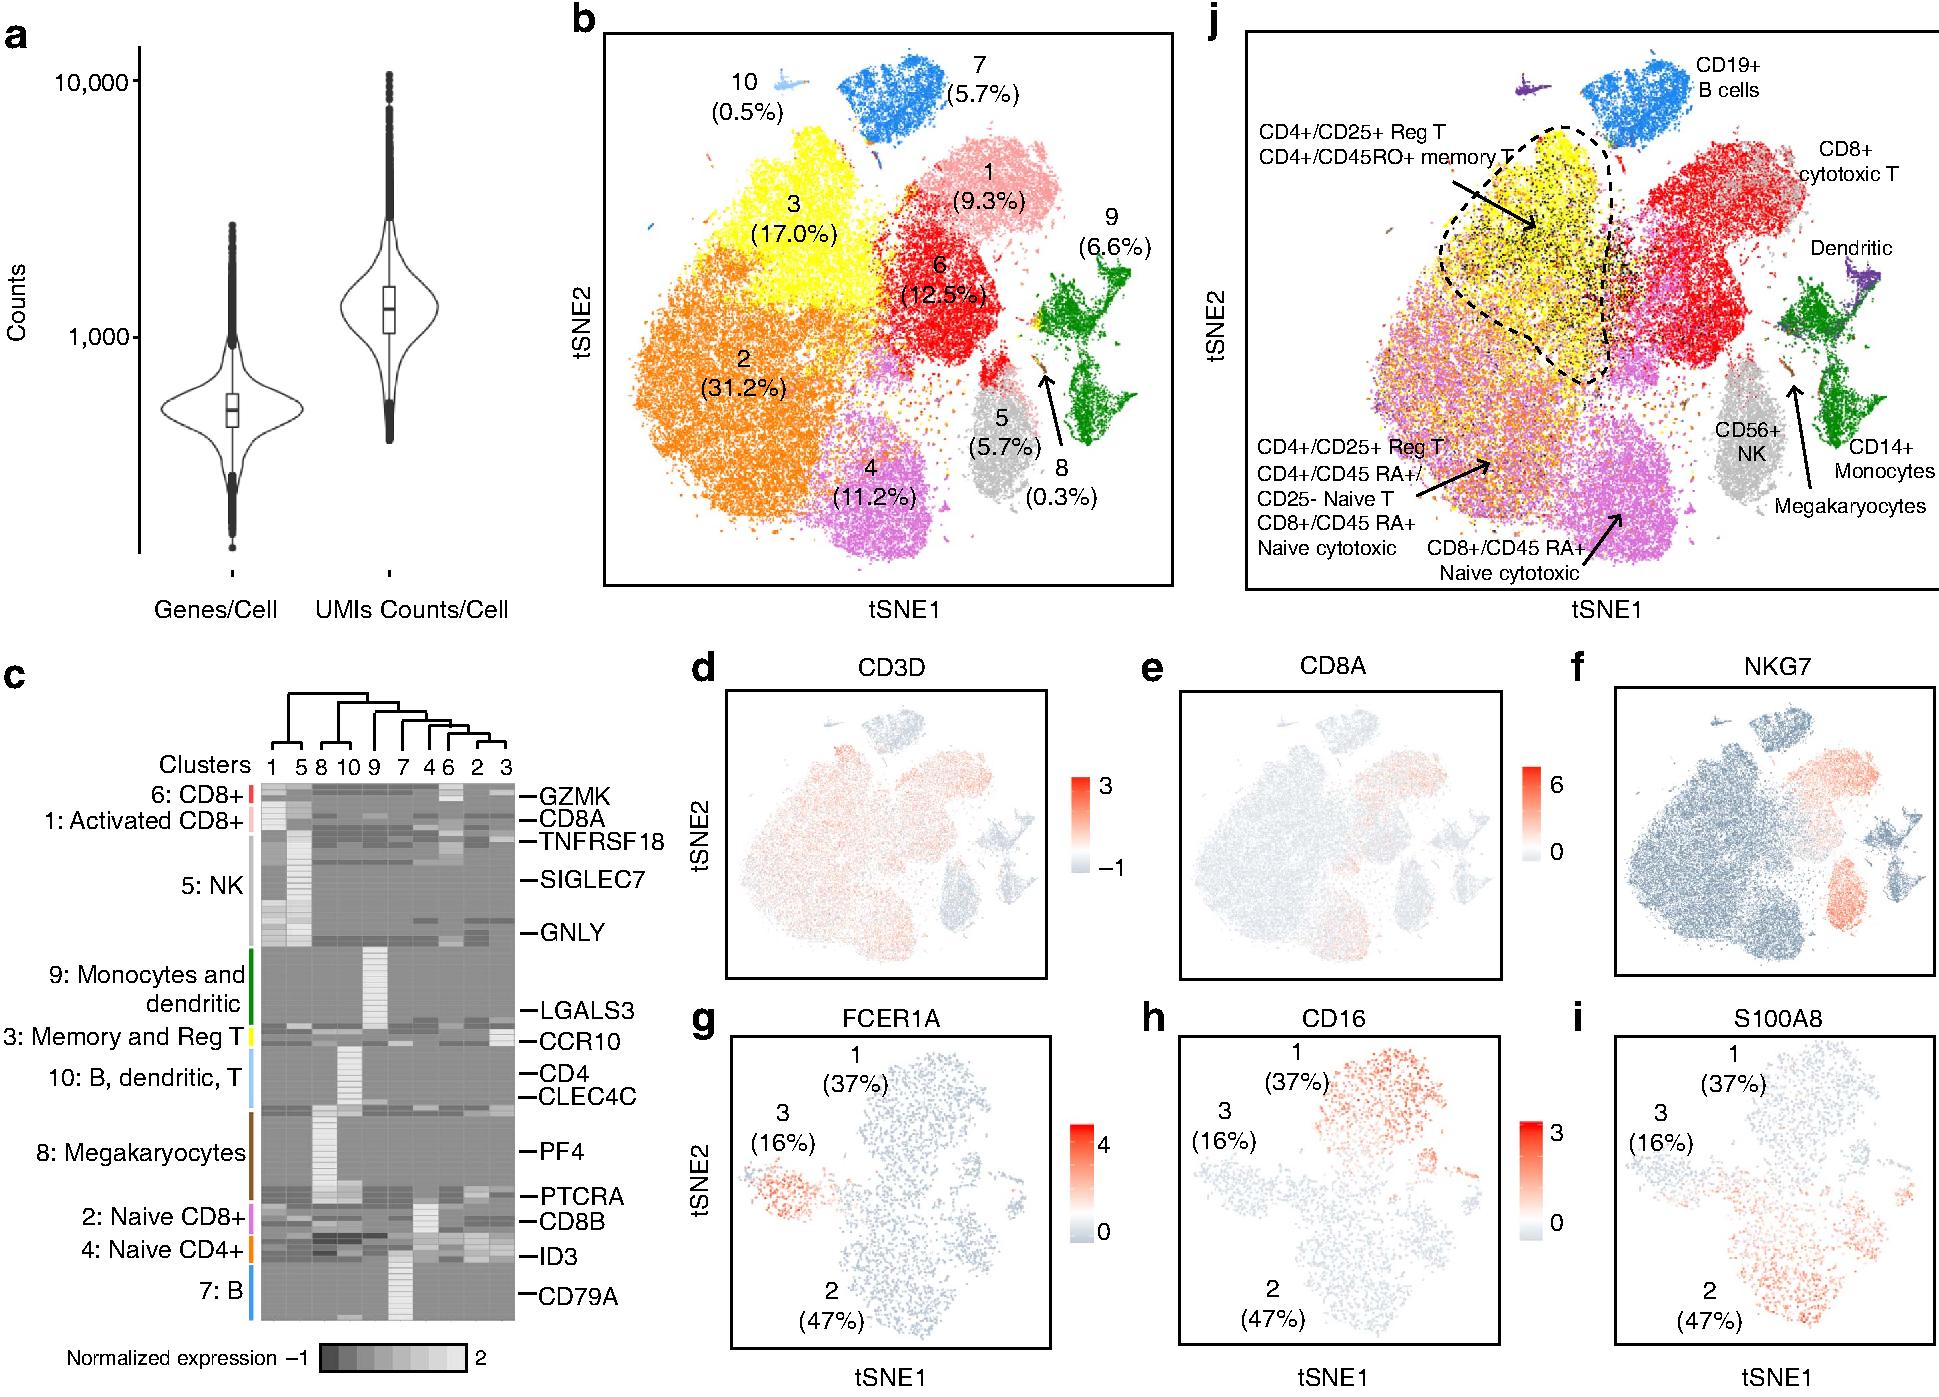 a
10,000
1,000
Counts
Genes/Cell
UMIs Counts/Cell
b
10
(0.5%)
7
(5.7%)
3
(17.0%)
1
(9.3%)
9
(6.6%)
6
(12.5%)
2
(31.2%)
5
(5.7%)
4
(11.2%)
8
(0.3%)
tSNE2
tSNE1
j
CD19+
B cells
CD4+/CD25+ Reg T
CD4+/CD45RO+ memory T
CD8+
cytotoxic T
Dendritic
CD56+
NK
CD14+
Monocytes
Megakaryocytes
CD4+/CD25+ Reg T
CD4+/CD45 RA+/
CD25- Naive T
CD8+/CD45 RA+
Naive cytotoxic
CD8+/CD45 RA+
Naive cytotoxic
tSNE2
tSNE1
c
Clusters 1 5 8 10 9 7 4 6 2 3
6: CD8+
1: Activated CD8+
5: NK
9: Monocytes and
dendritic
3: Memory and Reg T
10: B, dendritic, T
8: Megakaryocytes
2: Naive CD8+
4: Naive CD4+
7: B
GZMK
CD8A
TNFRSF18
SIGLEC7
GNLY
LGALS3
CCR10
CD4
CLEC4C
PF4
PTCRA
CD8B
ID3
CD79A
Normalized expression −1 2
d
CD3D
tSNE2
3
−1
e
CD8A
6
0
f
NKG7
g
FCER1A
1
(37%)
3
(16%)
2
(47%)
tSNE2
tSNE1
4
0
h
CD16
1
(37%)
3
(16%)
2
(47%)
tSNE1
3
0
i
S100A8
1
(37%)
3
(16%)
2
(47%)
tSNE1